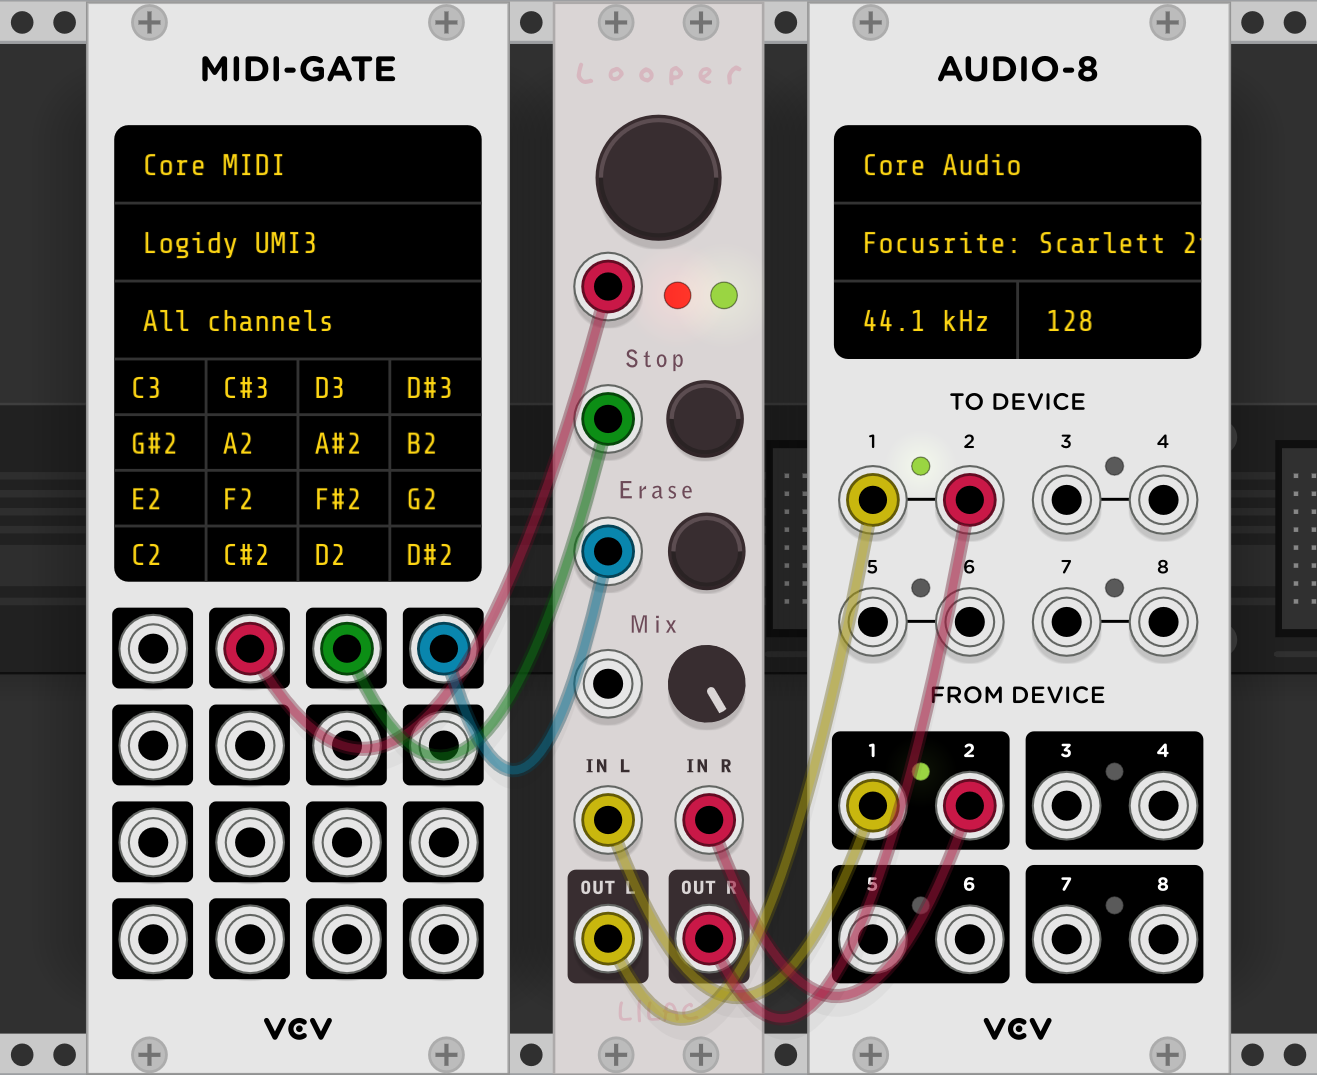 MIDI-GATE
Core MIDI
Logidy UMI3
All channels
C3 C#3 D3 D#3
G#2 A2 A#2 B2
E2 F2 F#2 G2
C2 C#2 D2 D#2
VCV
Looper
Stop
Erase
Mix
IN L IN R
OUT L OUT R
LILAC
AUDIO-8
Core Audio
Focusrite: Scarlett
44.1 kHz 128
TO DEVICE
1 2 3 4
5 6 7 8
FROM DEVICE
1 2 3 4
5 6 7 8
VCV